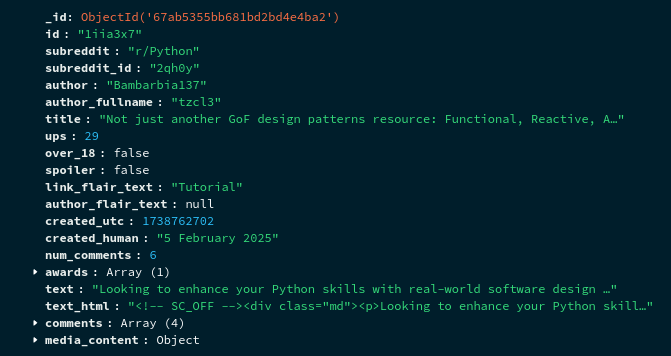 _id: ObjectId('67ab5355bb681bd2bd4e4ba2')
id : "1iia3x7"
subreddit : "r/Python"
subreddit_id : "2qh0y"
author : "Bambarbia137"
author_fullname : "tzcl3"
title : "Not just another GoF design patterns resource: Functional, Reactive, A…"
ups : 29
over_18 : false
spoiler : false
link_flair_text : "Tutorial"
author_flair_text : null
created_utc : 1738762702
created_human : "5 February 2025"
num_comments : 6
awards : Array (1)
text : "Looking to enhance your Python skills with real-world software design …"
text_html : "<!-- SC_OFF --><div class="md"><p>Looking to enhance your Python skill…"
comments : Array (4)
media_content : Object